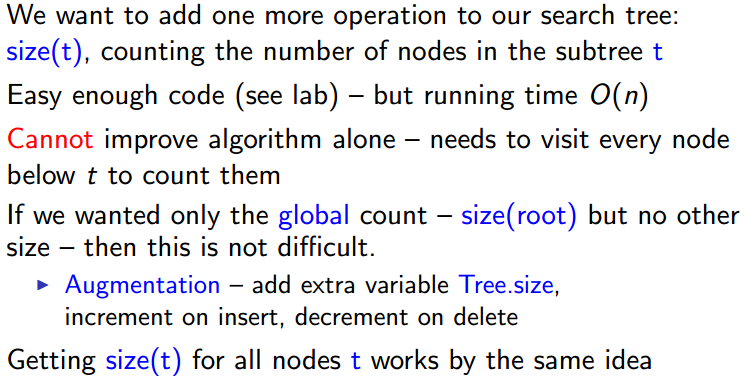 We want to add one more operation to our search tree:
size(t), counting the number of nodes in the subtree t
Easy enough code (see lab) – but running time O(n)
Cannot improve algorithm alone – needs to visit every node
below t to count them
If we wanted only the global count – size(root) but no other
size – then this is not difficult.
▶ Augmentation – add extra variable Tree.size,
increment on insert, decrement on delete
Getting size(t) for all nodes t works by the same idea